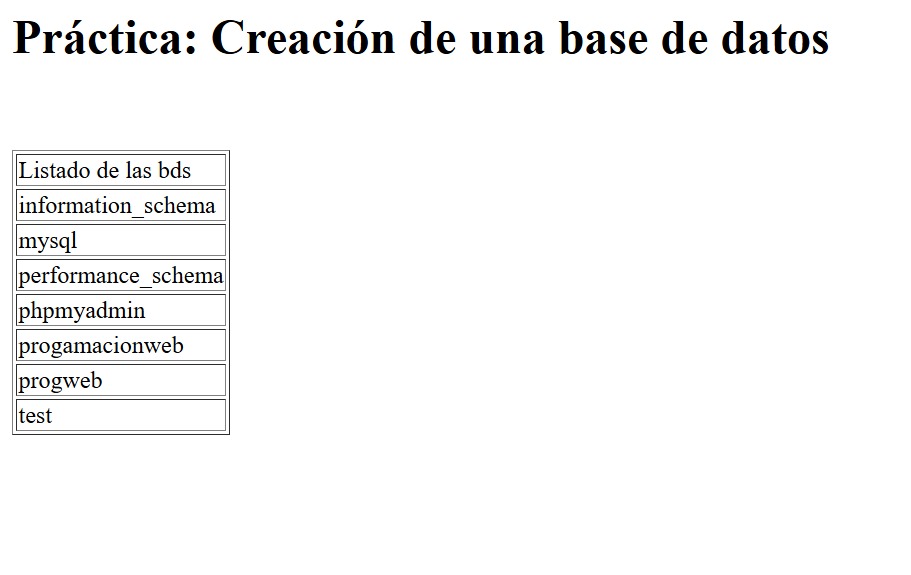 Práctica: Creación de una base de datos
Listado de las bds
information_schema
mysql
performance_schema
phpmyadmin
progamacionweb
progweb
test